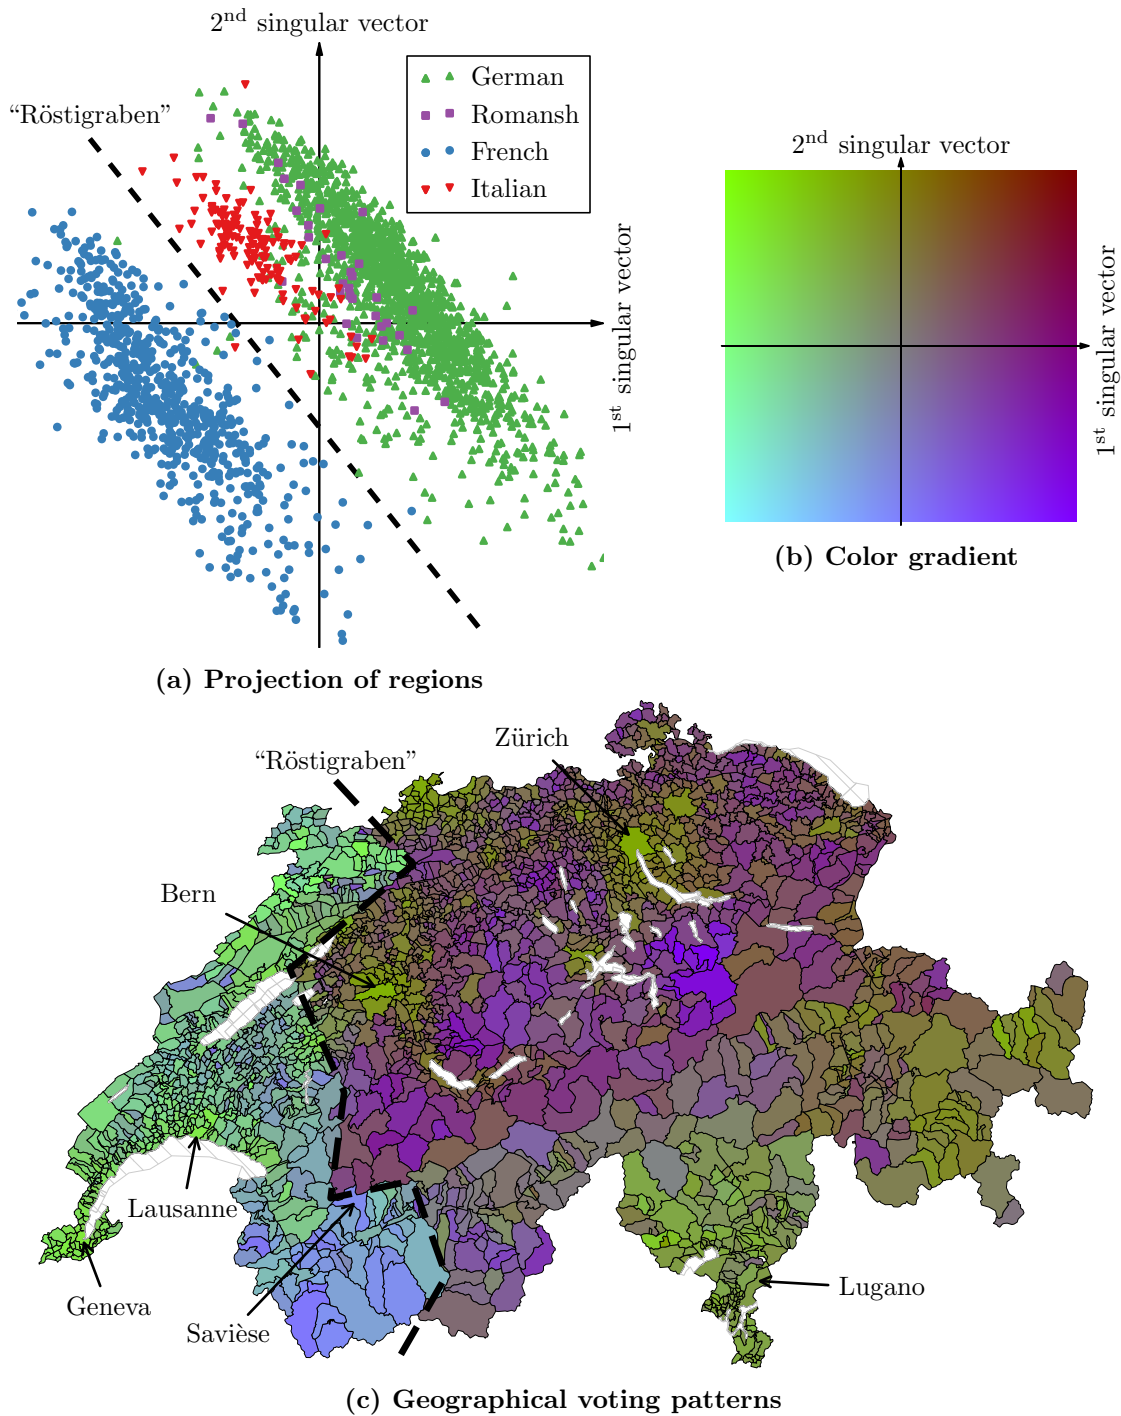 2nd singular vector
“Röstigraben”
German
Romansh
French
Italian
1st singular vector
(a) Projection of regions
2nd singular vector
1st singular vector
(b) Color gradient
Zürich
“Röstigraben”
Bern
Lausanne
Geneva
Savièse
Lugano
(c) Geographical voting patterns